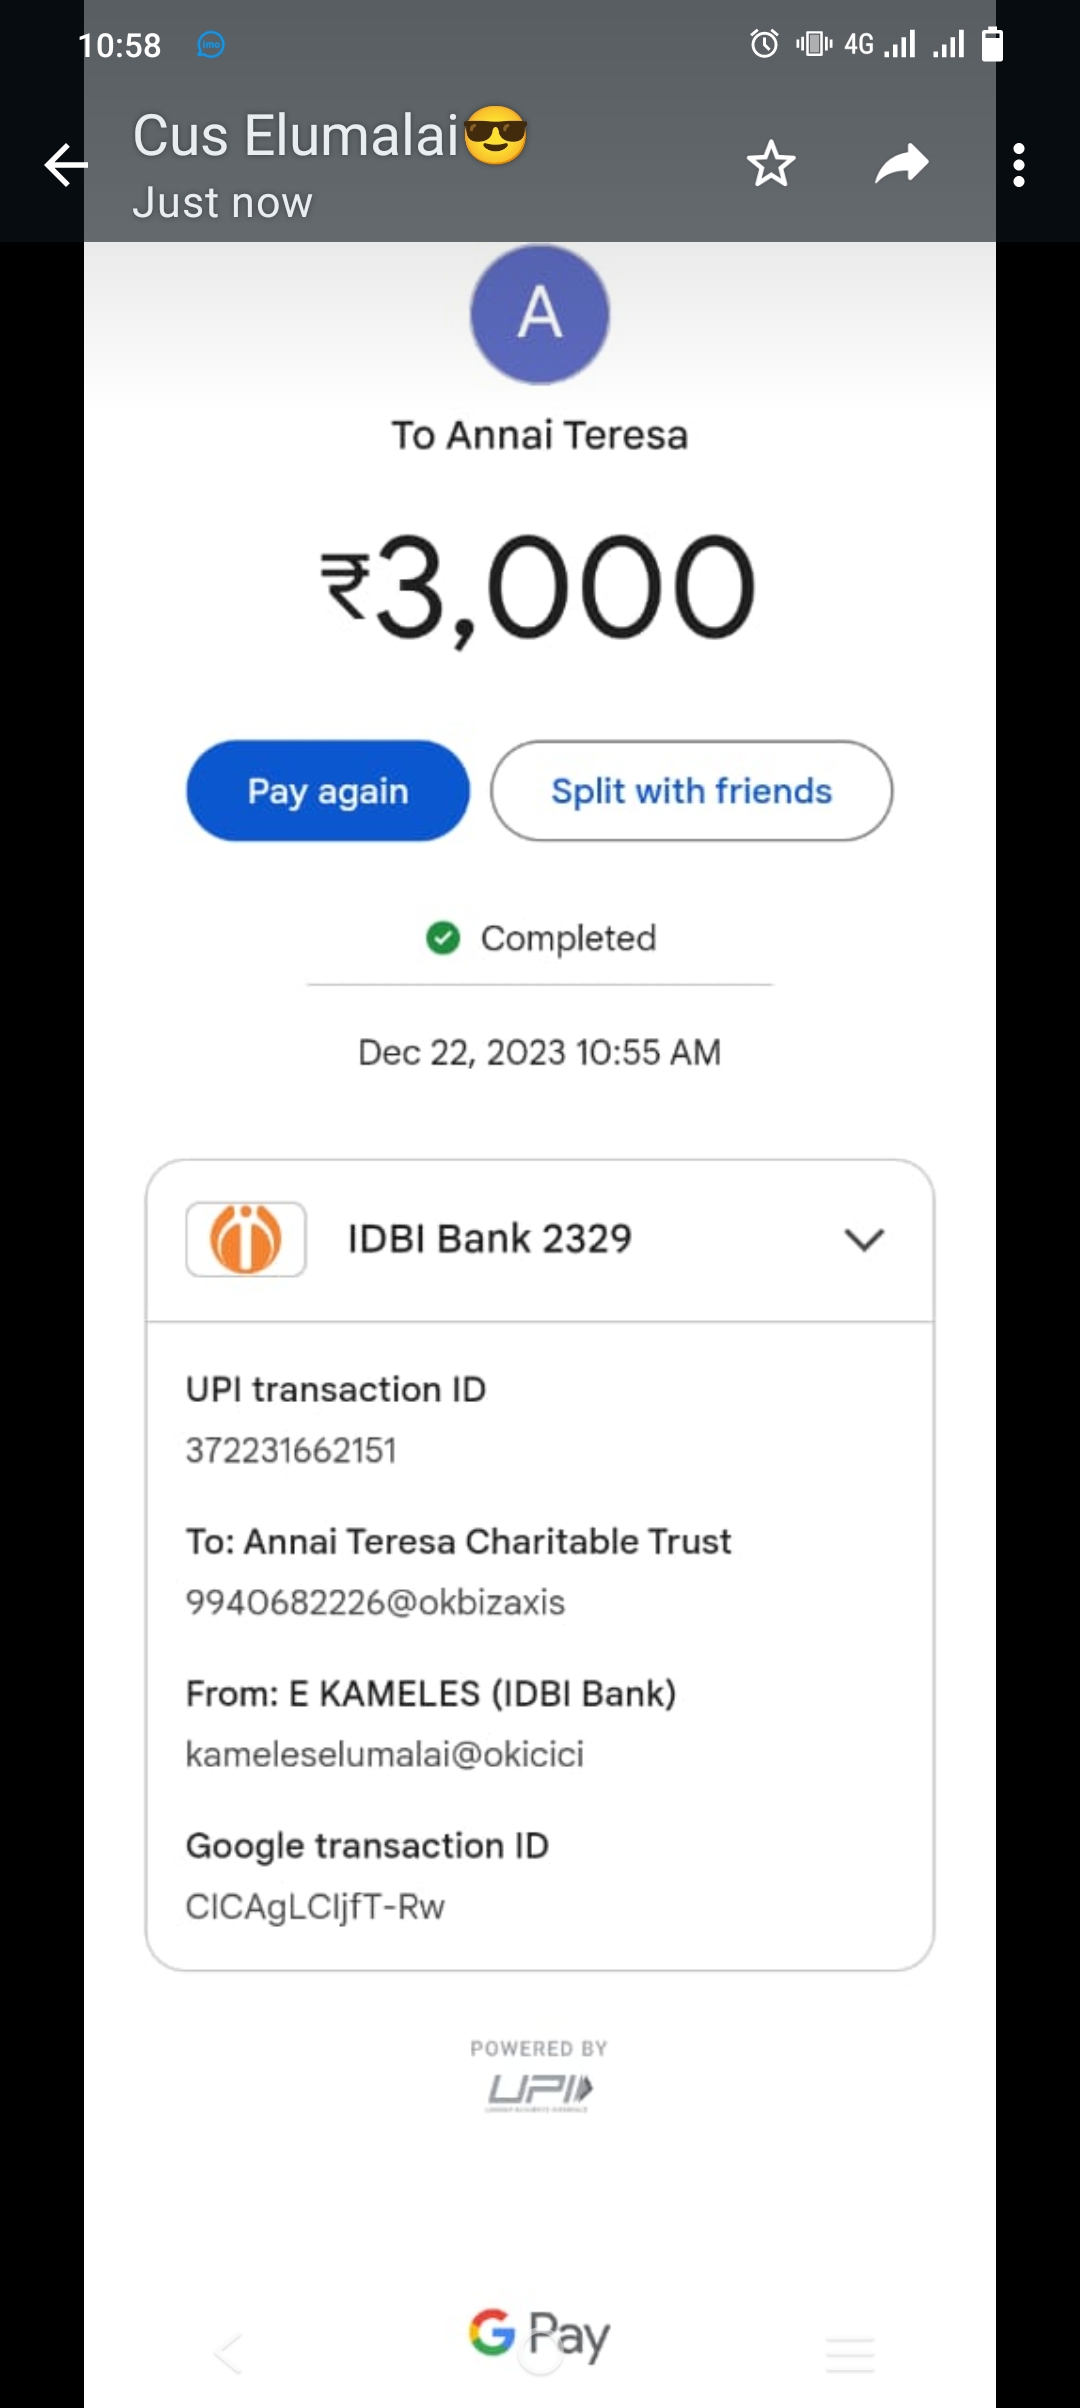 10:58 imo 4G
Cus Elumalai😎
Just now
A
To Annai Teresa
₹3,000
Pay again Split with friends
Completed
Dec 22, 2023 10:55 AM
IDBI Bank 2329
UPI transaction ID
372231662151
To: Annai Teresa Charitable Trust
9940682226@okbizaxis
From: E KAMELES (IDBI Bank)
kameleselumalai@okicici
Google transaction ID
CICAgLCIjfT-Rw
POWERED BY
UPI
G Pay